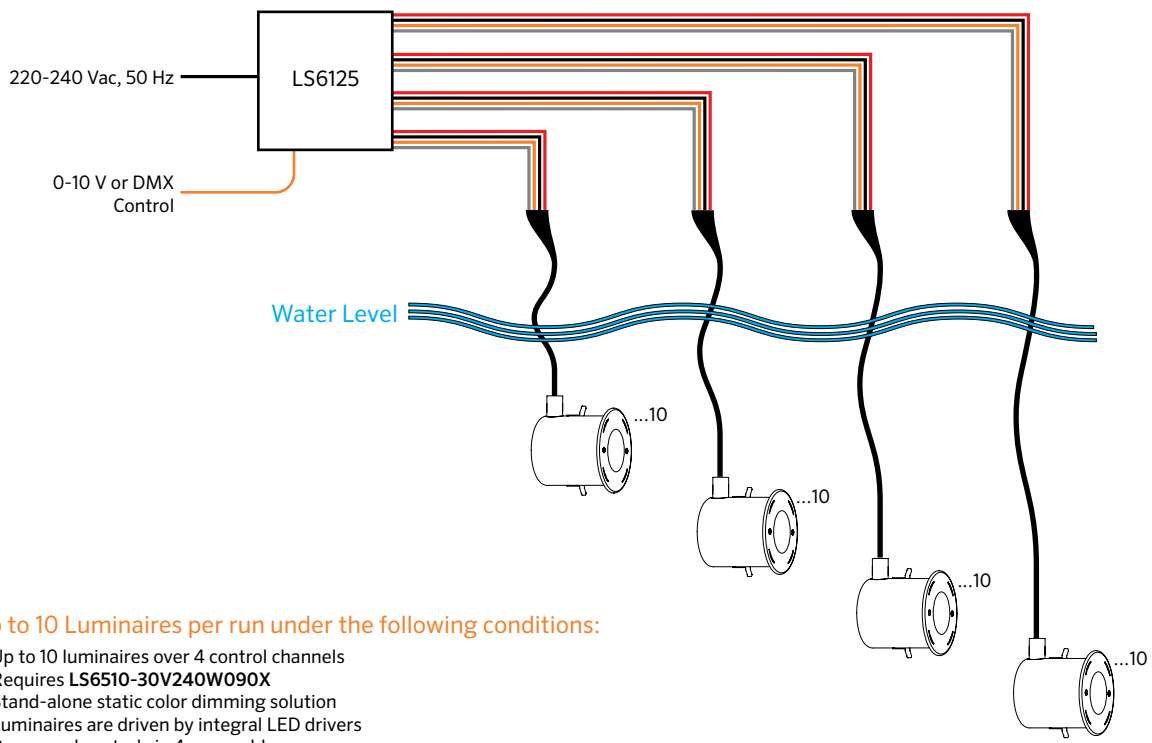 LS6125
220-240 Vac, 50 Hz
0-10 V or DMX
Control
Water Level
...10
...10
...10
...10
to 10 Luminaires per run under the following conditions:
Up to 10 luminaires over 4 control channels
Requires LS6510-30V240W090X
Stand-alone static color dimming solution
Luminaires are driven by integral LED drivers